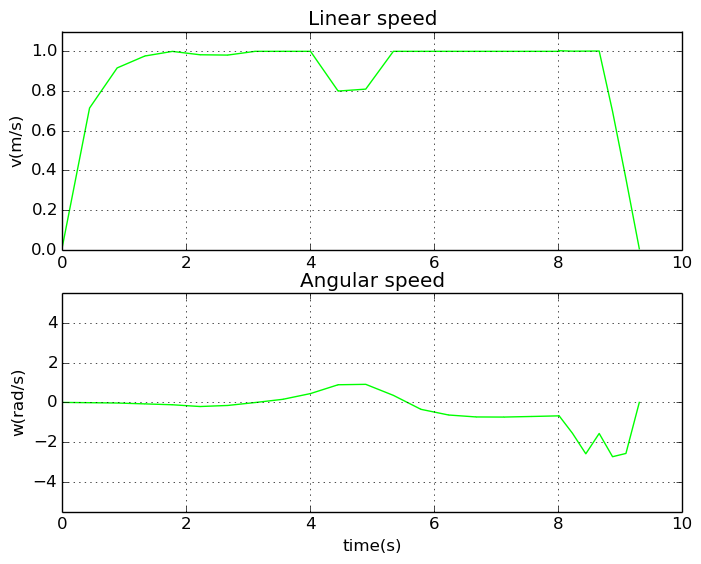 Linear speed
1.0
0.8
0.6
0.4
0.2
0.0
v(m/s)
0 2 4 6 8 10
Angular speed
4
2
0
−2
−4
w(rad/s)
0 2 4 6 8 10
time(s)